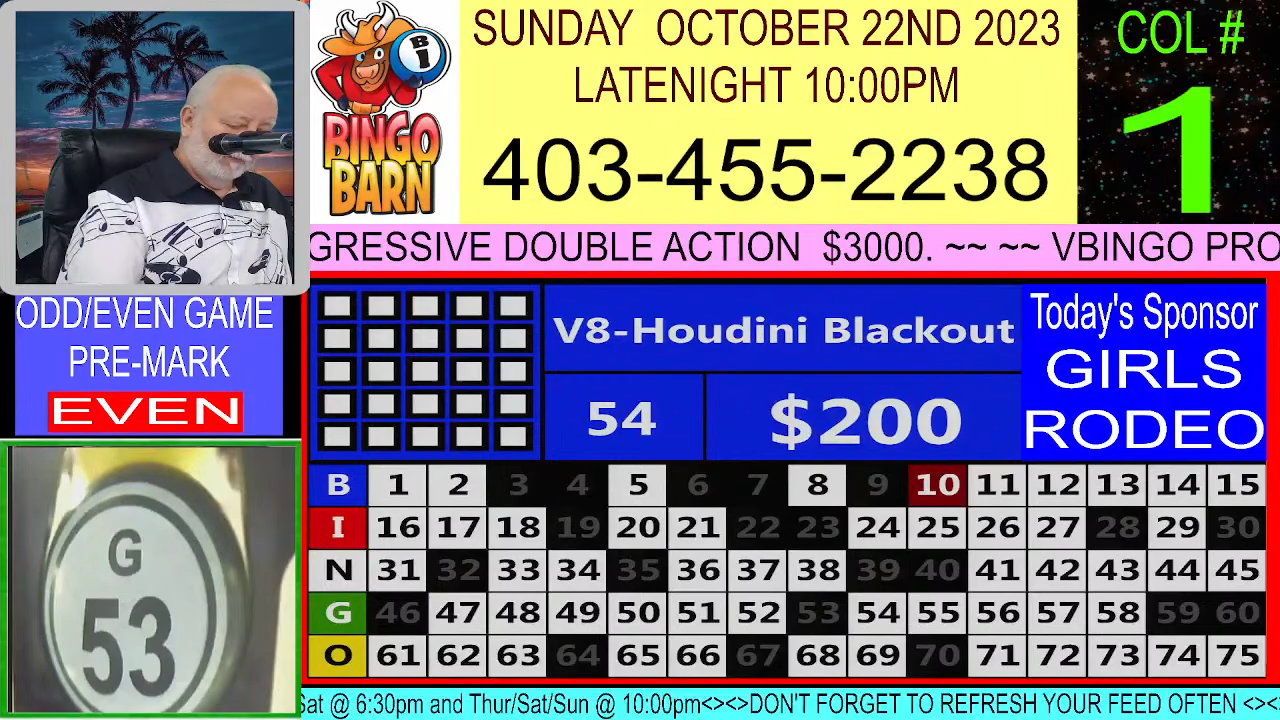 BI
BINGO
BARN
SUNDAY OCTOBER 22ND 2023
LATENIGHT 10:00PM
403-455-2238
COL #
1
GRESSIVE DOUBLE ACTION $3000. ~~ ~~ VBINGO PRO
ODD/EVEN GAME
PRE-MARK
EVEN
V8-Houdini Blackout
54
$200
Today's Sponsor
GIRLS
RODEO
G
53
B 1 2 3 4 5 6 7 8 9 10 11 12 13 14 15
I 16 17 18 19 20 21 22 23 24 25 26 27 28 29 30
N 31 32 33 34 35 36 37 38 39 40 41 42 43 44 45
G 46 47 48 49 50 51 52 53 54 55 56 57 58 59 60
O 61 62 63 64 65 66 67 68 69 70 71 72 73 74 75
Sat @ 6:30pm and Thur/Sat/Sun @ 10:00pm<><>DON'T FORGET TO REFRESH YOUR FEED OFTEN <><